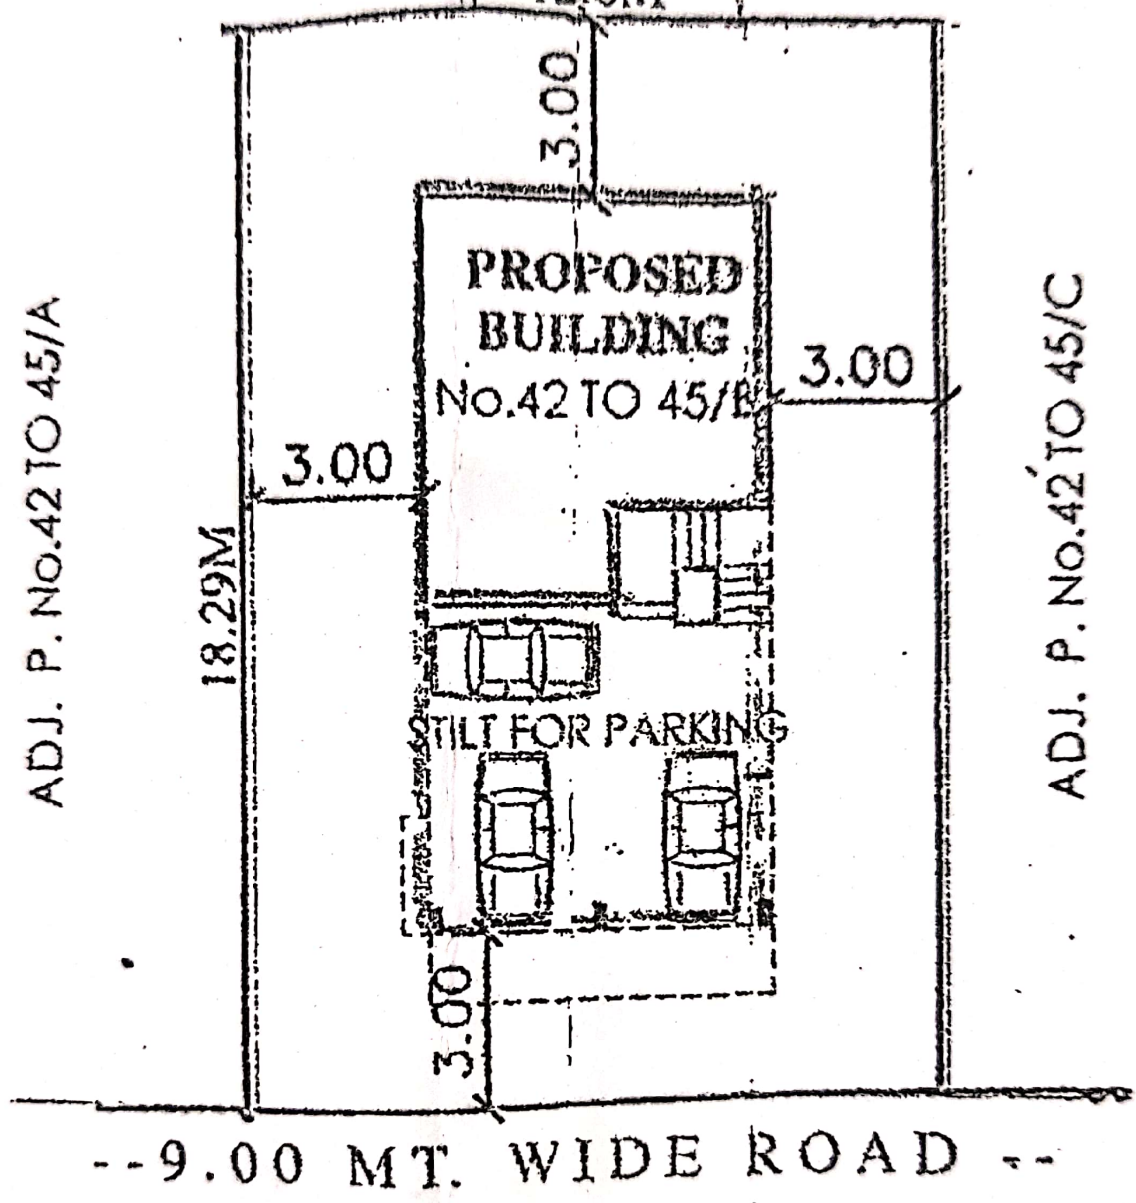 3.00
PROPOSED
BUILDING
No.42 TO 45/B
3.00
3.00
18.29M
ADJ. P. No.42 TO 45/A
ADJ. P. No.42 TO 45/C
STILT FOR PARKING
3.00
--9.00 MT. WIDE ROAD --